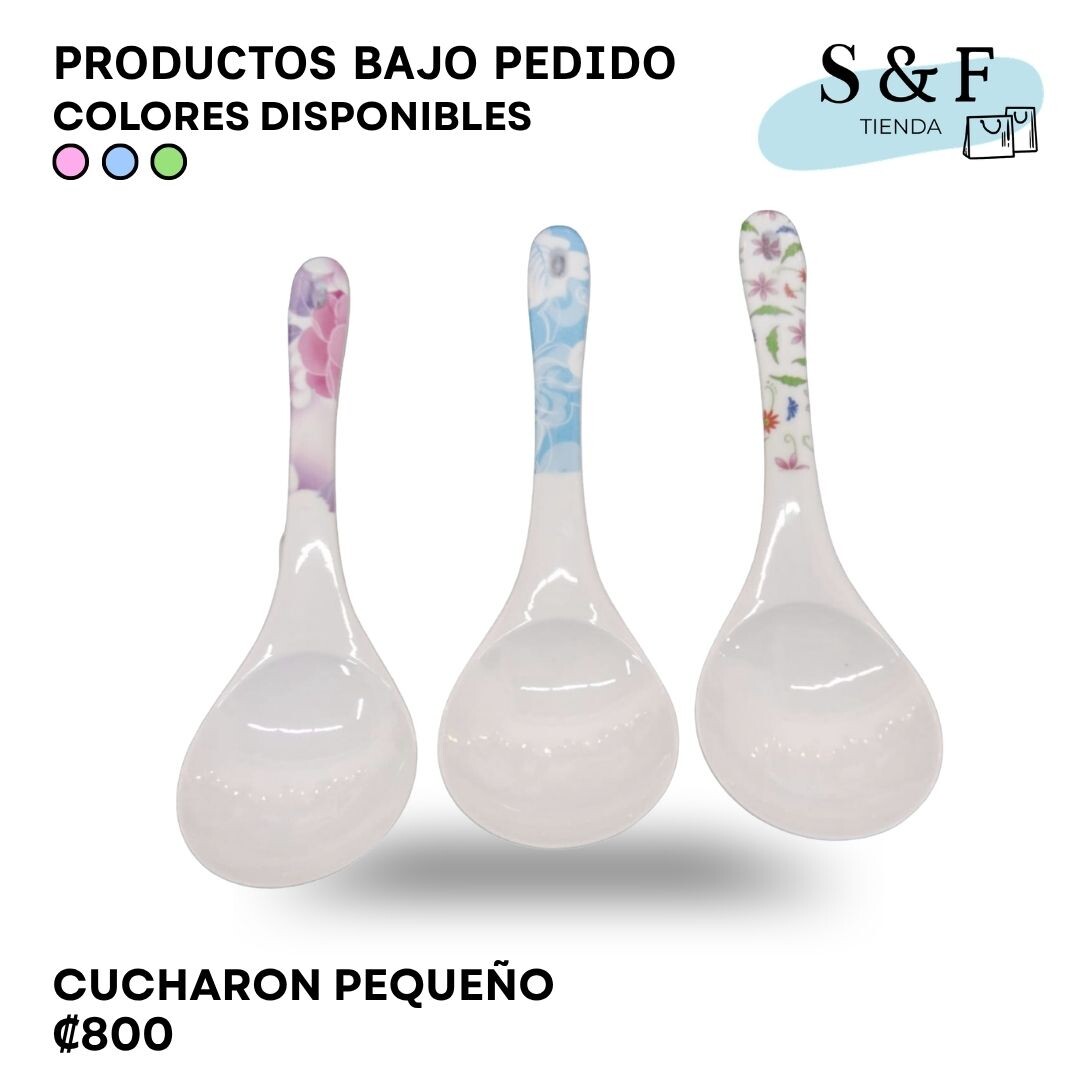 PRODUCTOS BAJO PEDIDO
COLORES DISPONIBLES
S & F
TIENDA
CUCHARON PEQUEÑO
₡800